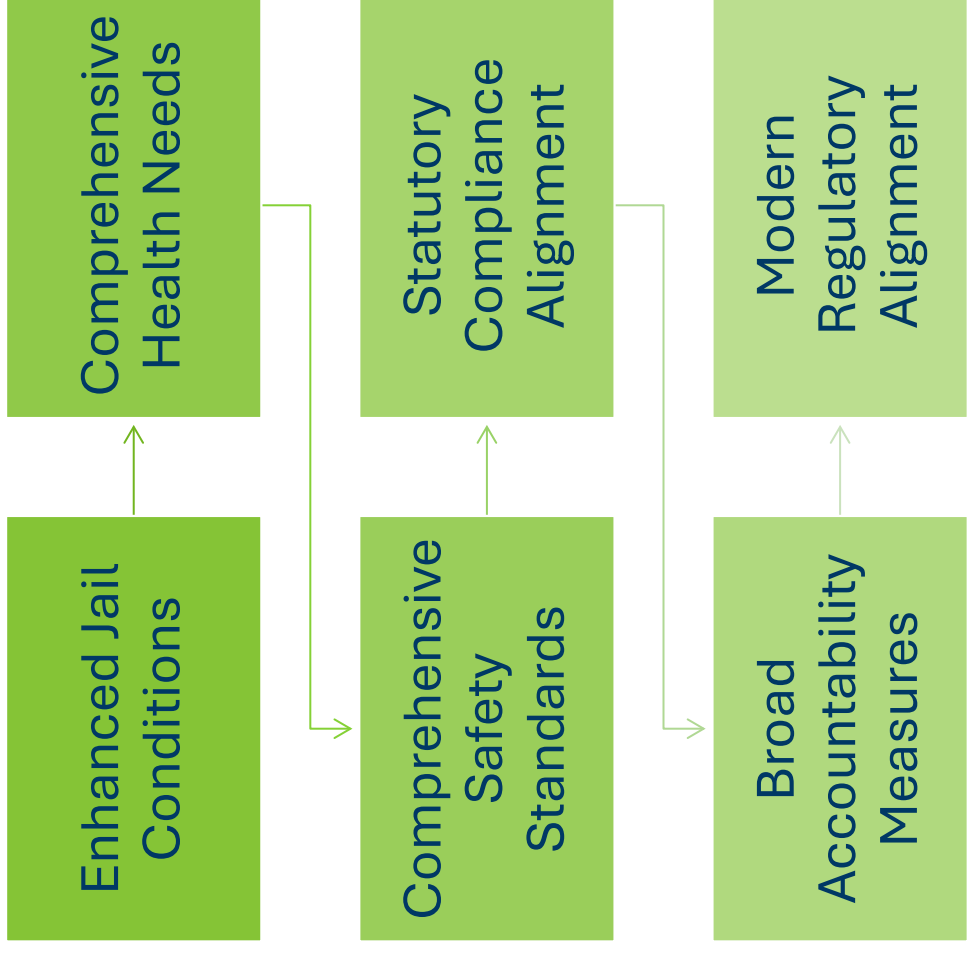 Enhanced Jail
Conditions
Comprehensive
Health Needs
Comprehensive
Safety
Standards
Statutory
Compliance
Alignment
Broad
Accountability
Measures
Modern
Regulatory
Alignment